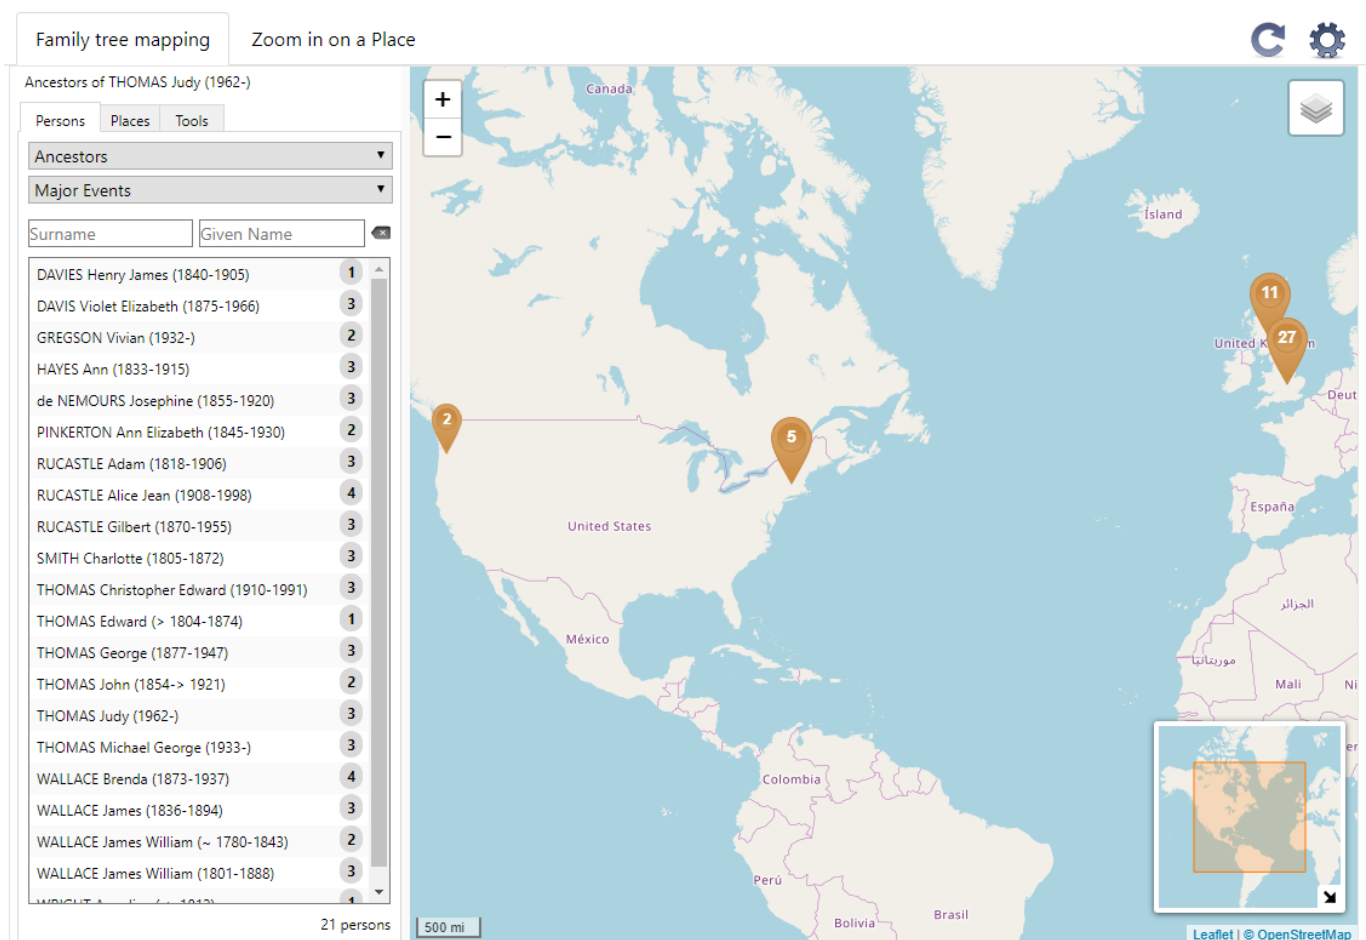 Family tree mapping
Zoom in on a Place
Ancestors of THOMAS Judy (1962-)
Persons
Places
Tools
Ancestors
Major Events
Surname
Given Name
DAVIES Henry James (1840-1905) 1
DAVIS Violet Elizabeth (1875-1966) 3
GREGSON Vivian (1932-) 2
HAYES Ann (1833-1915) 3
de NEMOURS Josephine (1855-1920) 3
PINKERTON Ann Elizabeth (1845-1930) 2
RUCASTLE Adam (1818-1906) 3
RUCASTLE Alice Jean (1908-1998) 4
RUCASTLE Gilbert (1870-1955) 3
SMITH Charlotte (1805-1872) 3
THOMAS Christopher Edward (1910-1991) 3
THOMAS Edward (> 1804-1874) 1
THOMAS George (1877-1947) 3
THOMAS John (1854-> 1921) 2
THOMAS Judy (1962-) 3
THOMAS Michael George (1933-) 3
WALLACE Brenda (1873-1937) 4
WALLACE James (1836-1894) 3
WALLACE James William (~ 1780-1843) 2
WALLACE James William (1801-1888) 3
WRIGHT 1
21 persons
+
−
Canada
Ísland
11
27
United K m
Deut
2
5
United States
España
الجزائر
México
موريتانيا
Mali
Ni
er
Colombia
Perú
Brasil
Bolivia
500 mi
Leaflet | © OpenStreetMap